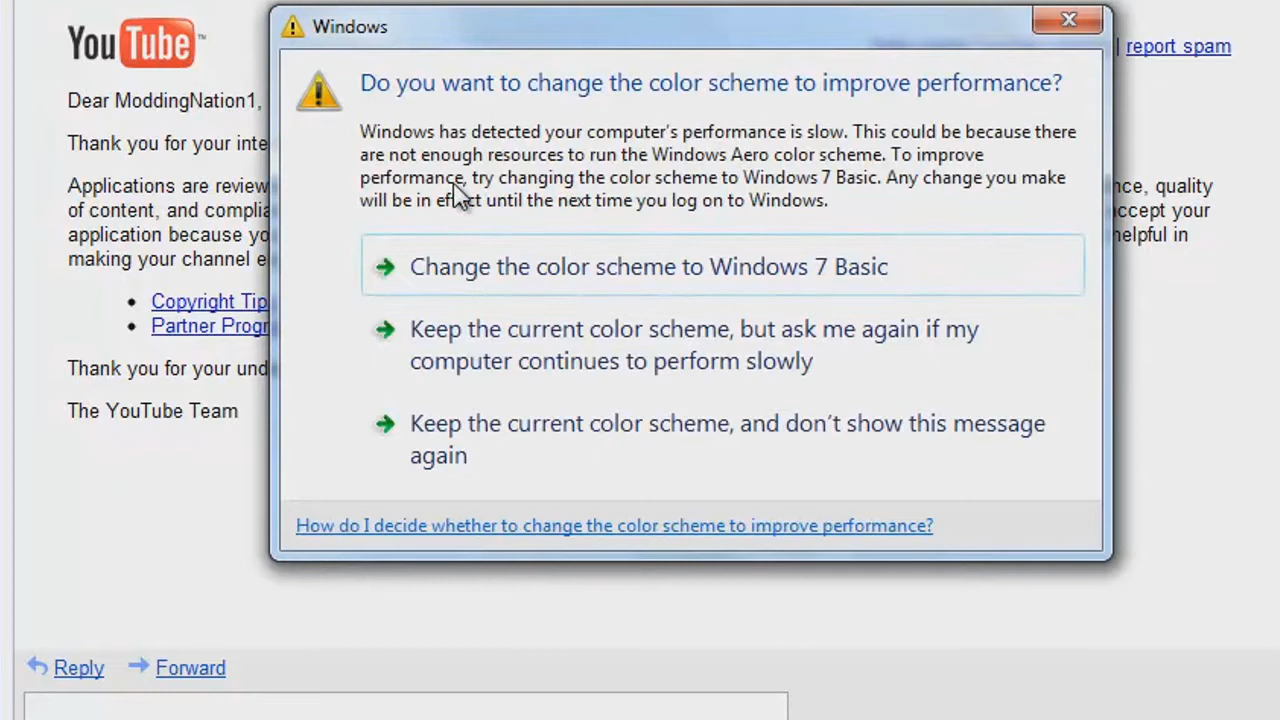 YouTube™
Windows
report spam
Do you want to change the color scheme to improve performance?
Dear ModdingNation1,
Windows has detected your computer's performance is slow. This could be because there
are not enough resources to run the Windows Aero color scheme. To improve
performance, try changing the color scheme to Windows 7 Basic. Any change you make
will be in effect until the next time you log on to Windows.
Thank you for your inte
Applications are review
nce, quality
of content, and complia
ccept your
application because yo
helpful in
making your channel e
Change the color scheme to Windows 7 Basic
Copyright Tip
Partner Progr
Keep the current color scheme, but ask me again if my
computer continues to perform slowly
Thank you for your und
The YouTube Team
Keep the current color scheme, and don't show this message
again
How do I decide whether to change the color scheme to improve performance?
Reply
Forward